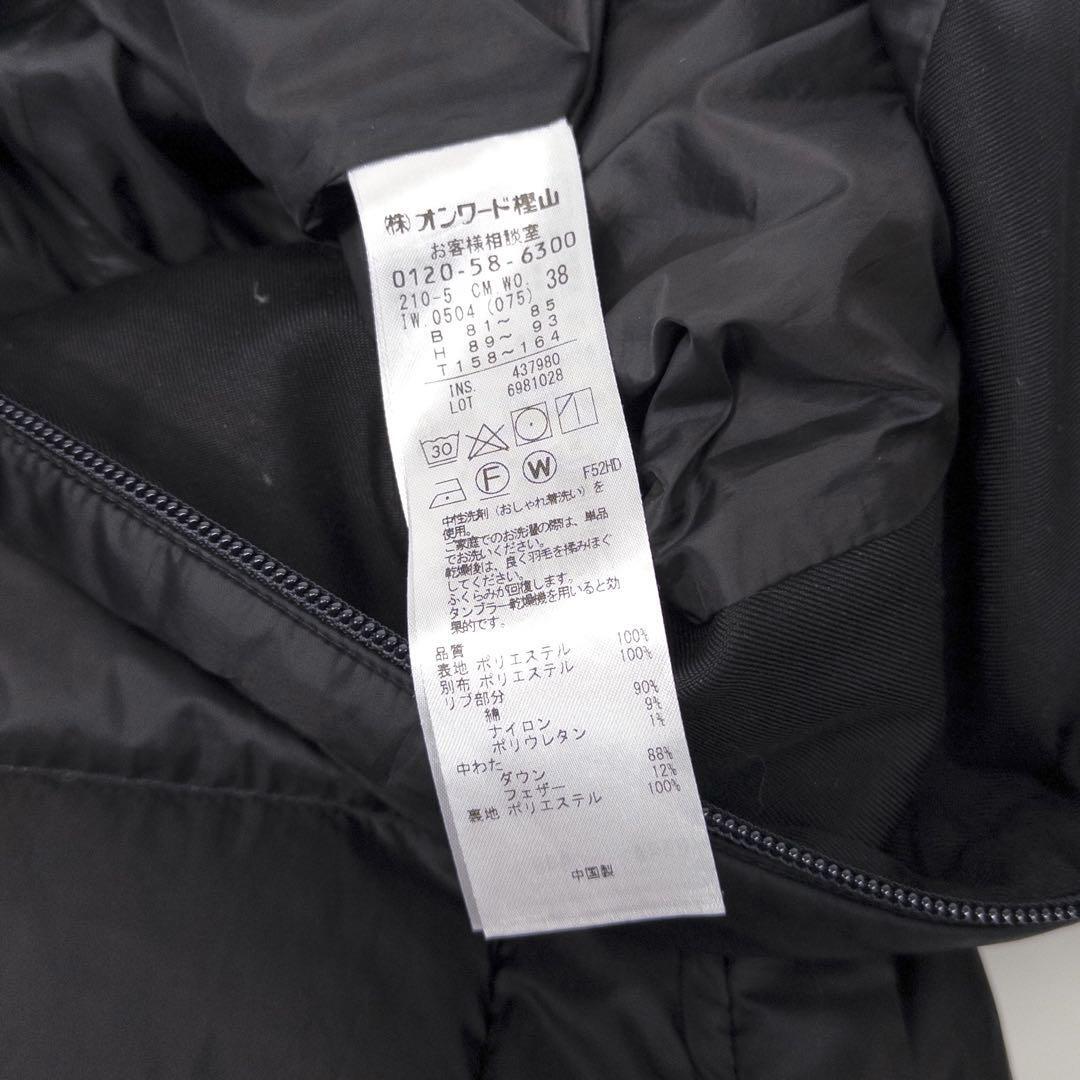 (株)オンワード樫山
お客様相談室
0120-58-6300
210-5 CM.WO. 38
IW.0504 (075)
B 81~ 85
H 89~ 93
T 158~164
INS. 437980
LOT 6981028
30
F W F52HD
中性洗剤(おしゃれ着洗い)を
使用。
ご家庭でのお洗濯の際は、単品
でお洗いください。
乾燥後は、良く羽毛を揉みほぐ
してください。
ふくらみが回復します。
タンブラー乾燥機を用いると効
果的です。
品質
表地 ポリエステル 100%
別布 ポリエステル 100%
リブ部分
綿 90%
ナイロン 9%
ポリウレタン 1%
中わた
ダウン 88%
フェザー 12%
裏地 ポリエステル 100%
中国製